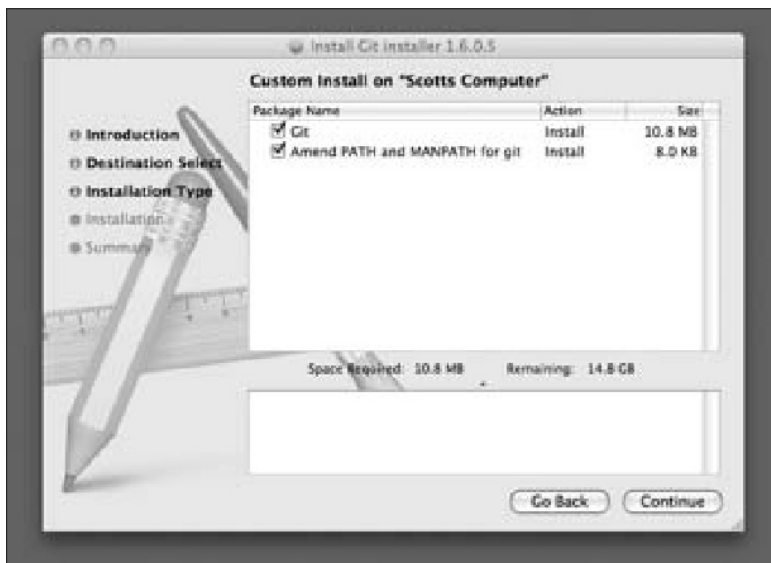 Install Git Installer 1.6.0.5
Custom Install on "Scotts Computer"
Package Name Action Size
Git Install 10.8 MB
Amend PATH and MANPATH for git Install 8.0 KB
Introduction
Destination Select
Installation Type
Installation
Summary
Space Required: 10.8 MB Remaining: 14.8 GB
Go Back Continue